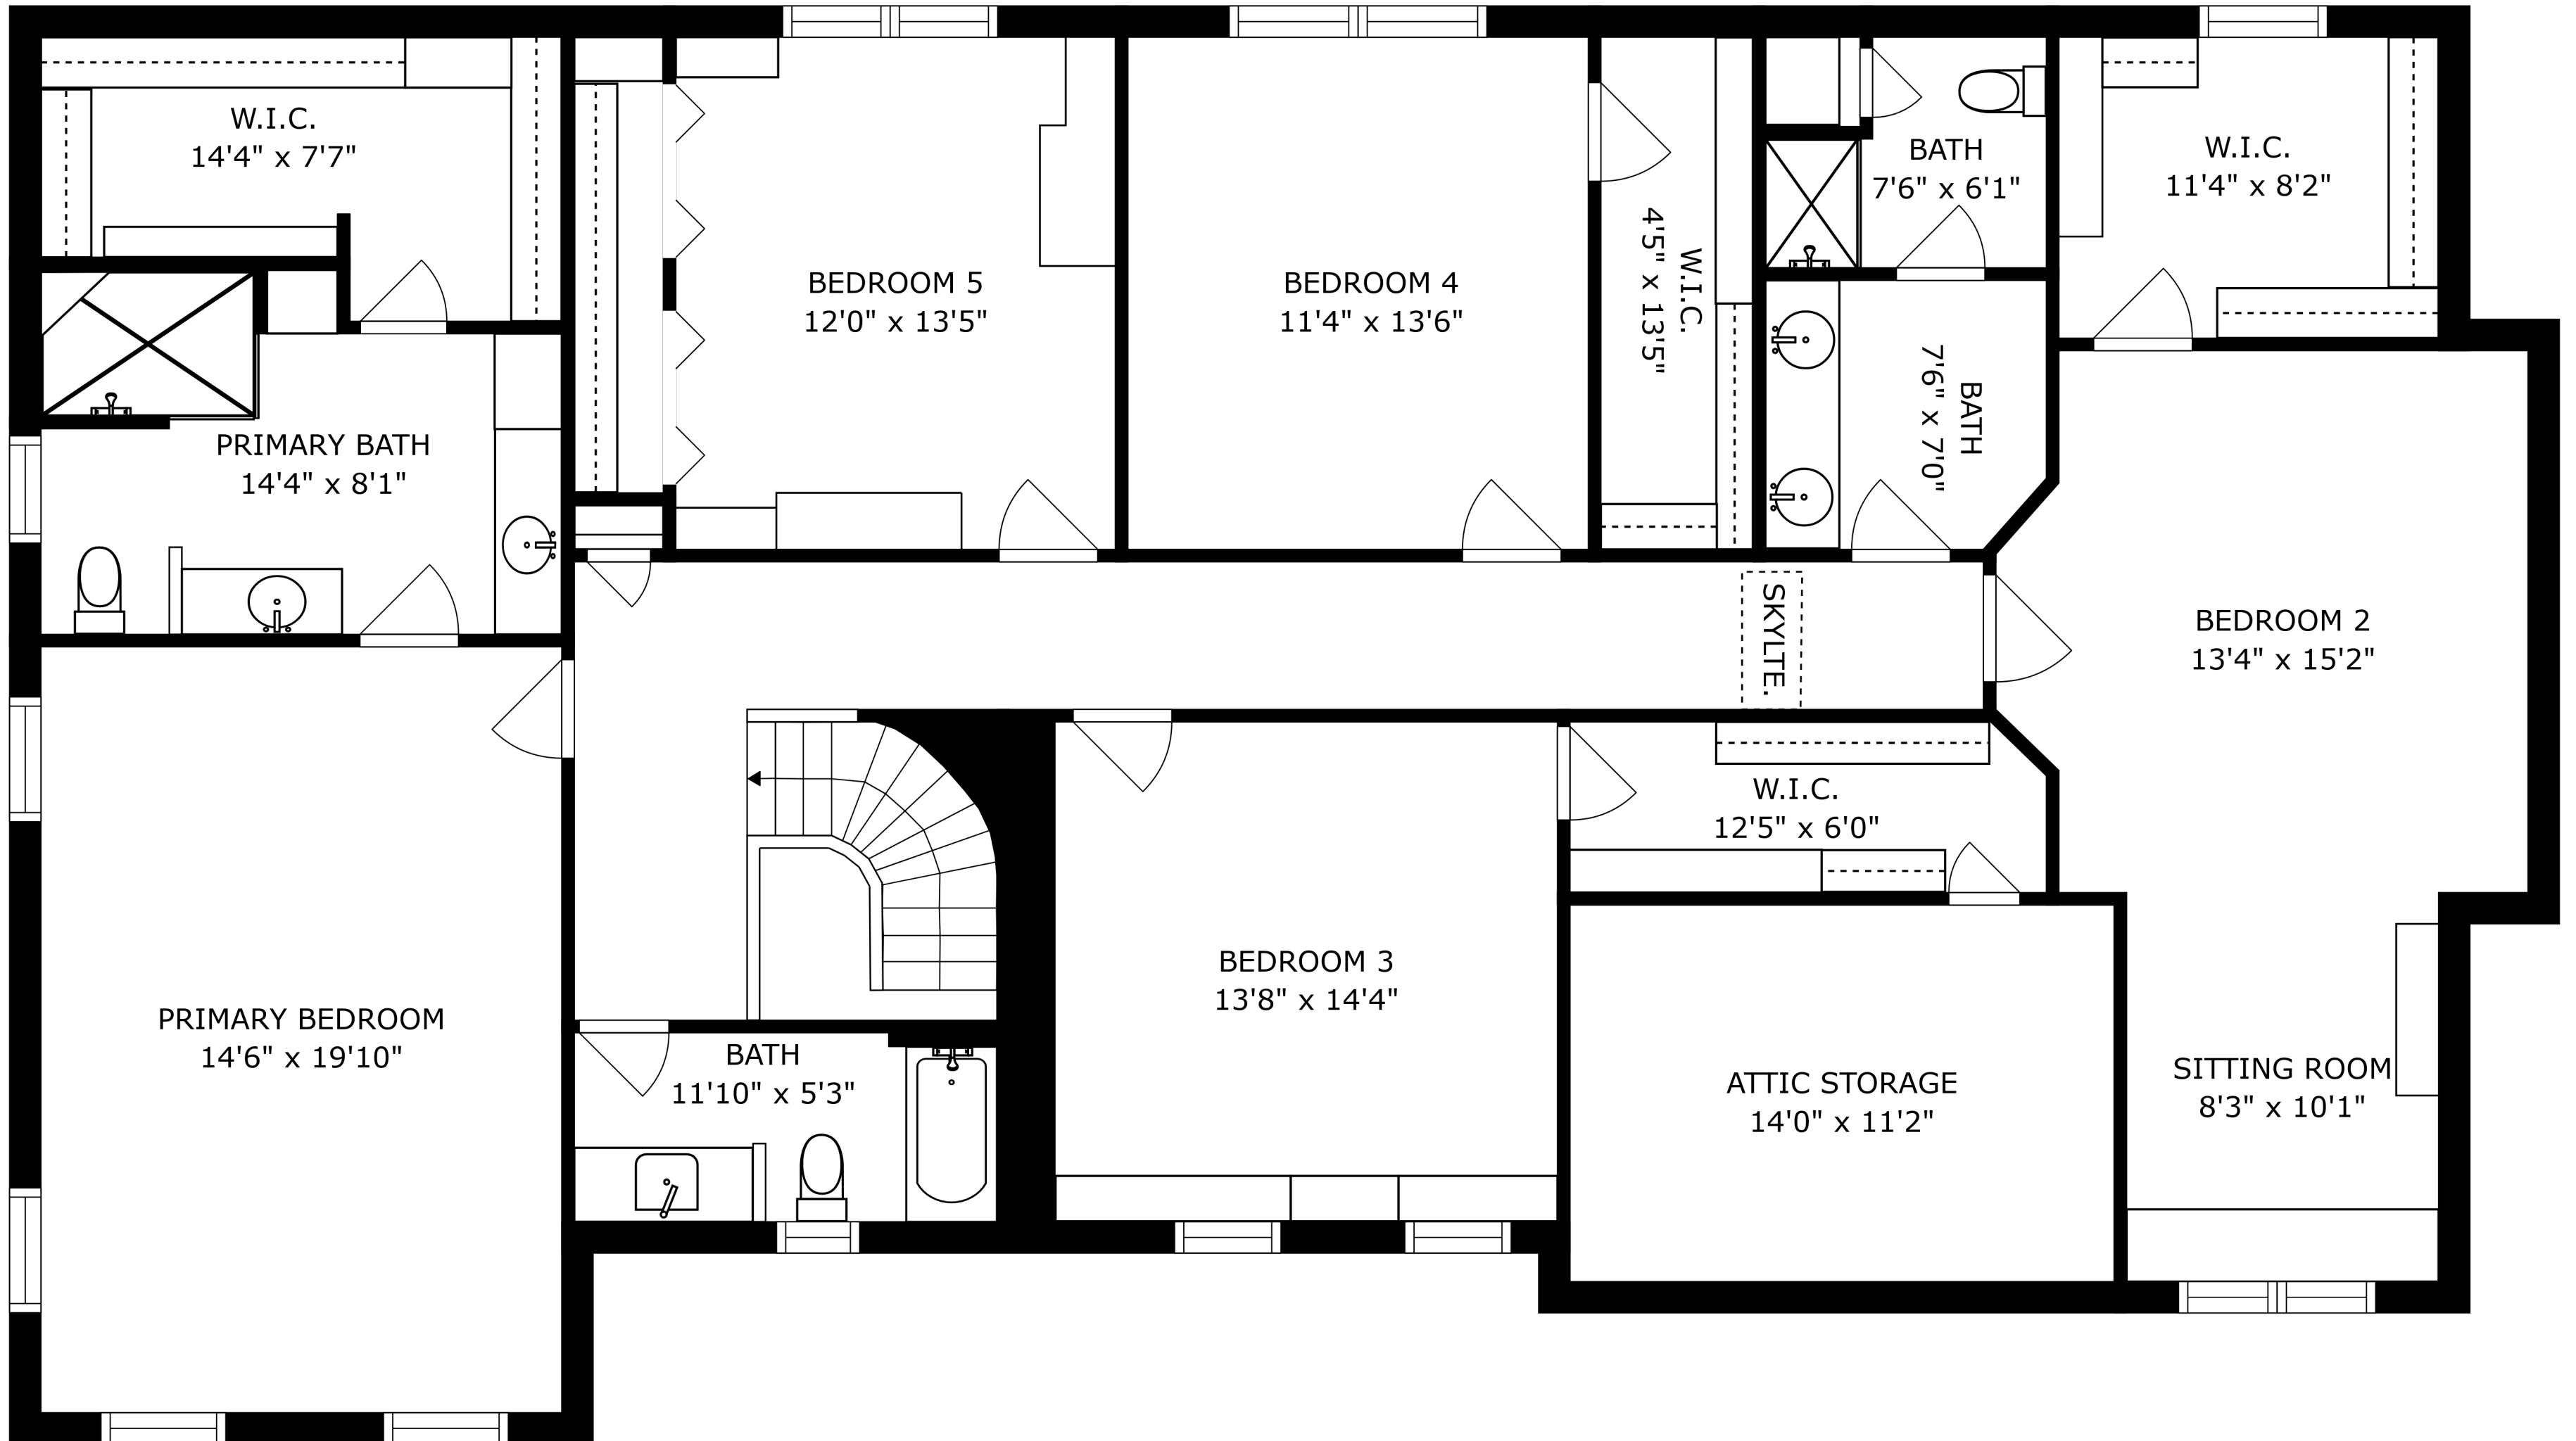 W.I.C.
14'4" x 7'7"
BEDROOM 5
12'0" x 13'5"
BEDROOM 4
11'4" x 13'6"
W.I.C.
4'5" x 13'5"
BATH
7'6" x 6'1"
W.I.C.
11'4" x 8'2"
PRIMARY BATH
14'4" x 8'1"
BATH
7'6" x 7'0"
SKYLTE.
BEDROOM 2
13'4" x 15'2"
W.I.C.
12'5" x 6'0"
PRIMARY BEDROOM
14'6" x 19'10"
BATH
11'10" x 5'3"
BEDROOM 3
13'8" x 14'4"
ATTIC STORAGE
14'0" x 11'2"
SITTING ROOM
8'3" x 10'1"